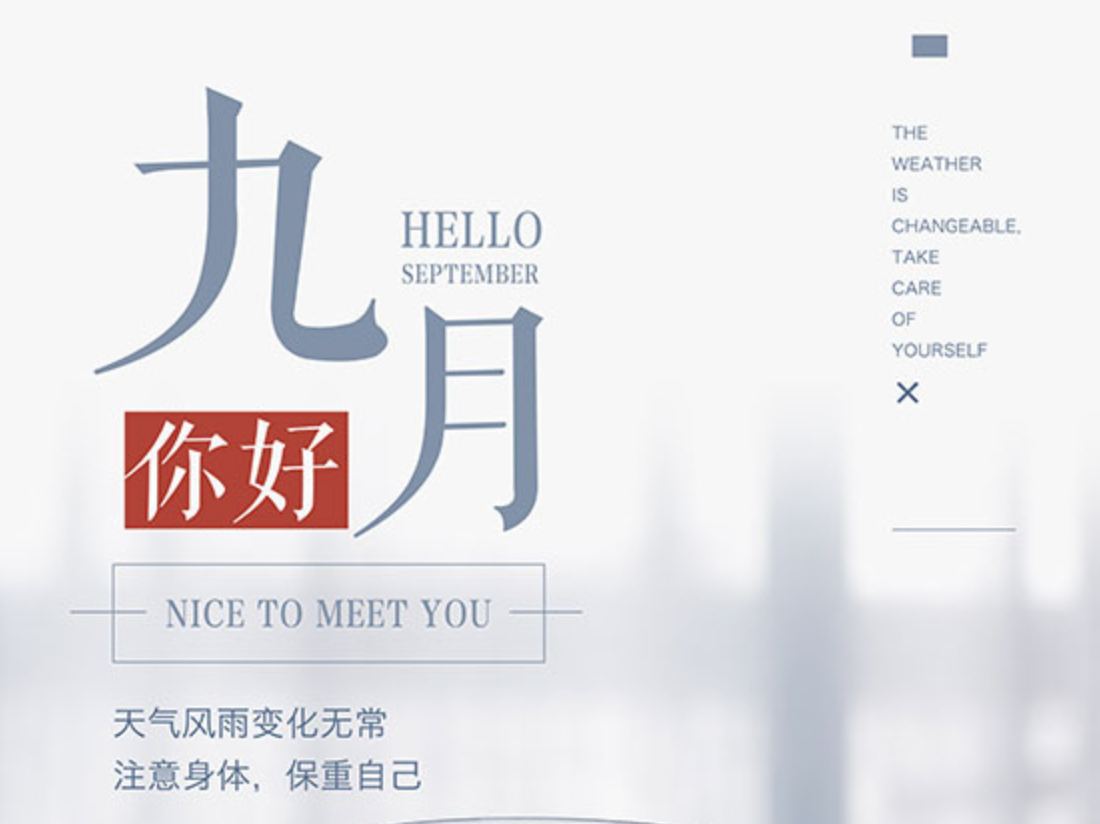 九月
HELLO
SEPTEMBER
你好
NICE TO MEET YOU
天气风雨变化无常
注意身体，保重自己
THE
WEATHER
IS
CHANGEABLE,
TAKE
CARE
OF
YOURSELF